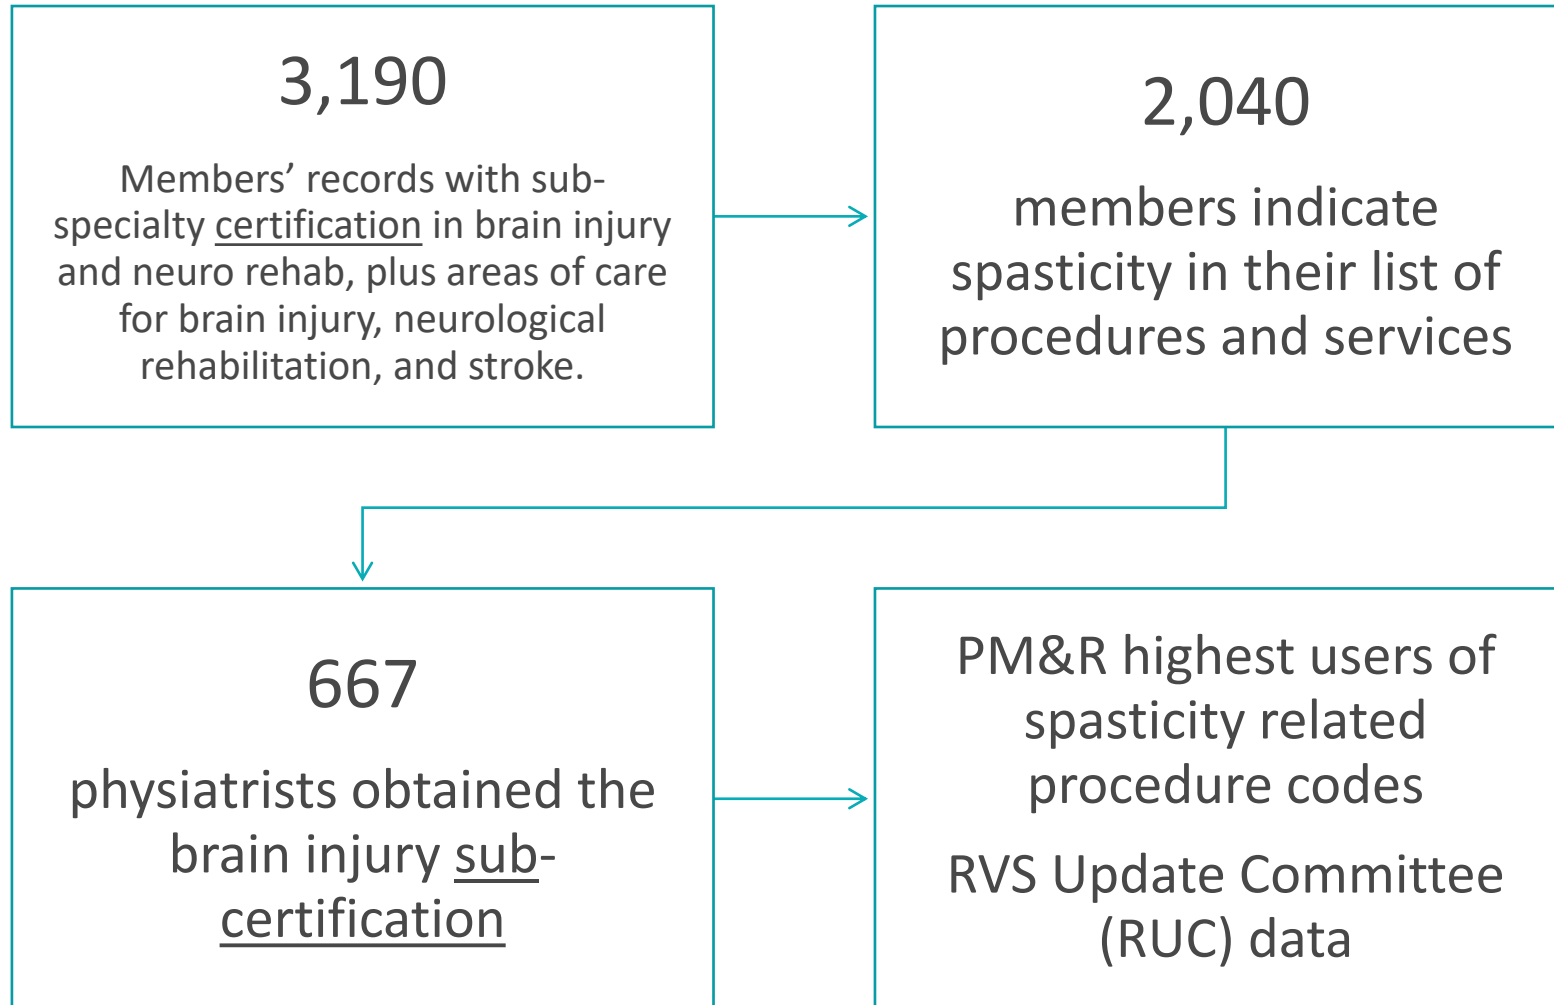 3,190
Members’ records with sub-
specialty certification in brain injury
and neuro rehab, plus areas of care
for brain injury, neurological
rehabilitation, and stroke.
2,040
members indicate
spasticity in their list of
procedures and services
667
physiatrists obtained the
brain injury sub-
certification
PM&R highest users of
spasticity related
procedure codes
RVS Update Committee
(RUC) data